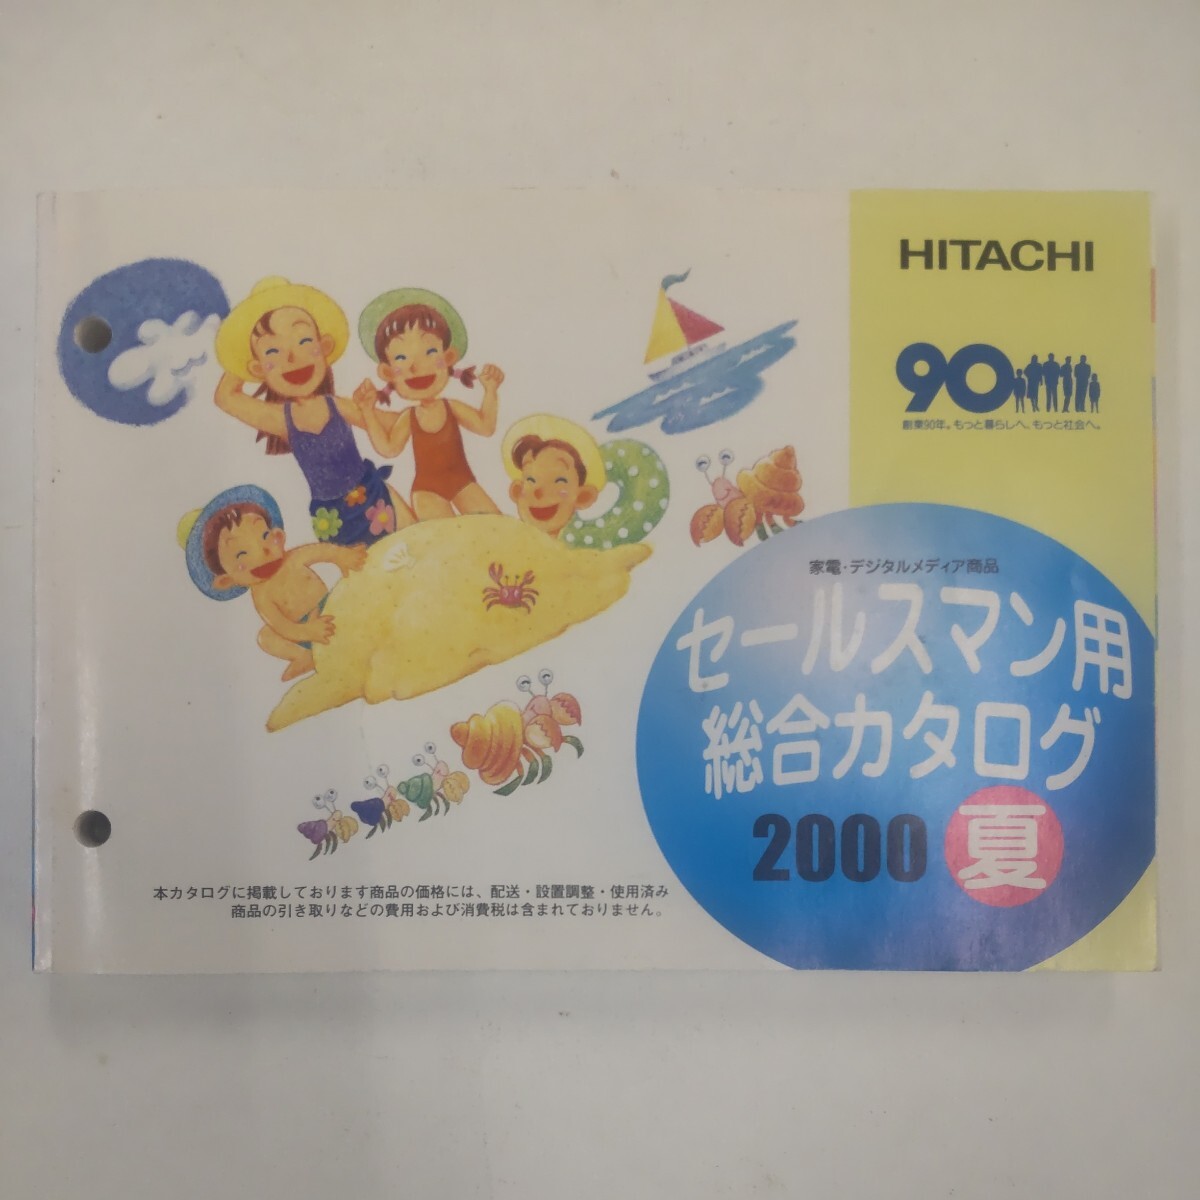 HITACHI
90
創業90年。もっと暮らしへ、もっと社会へ。
家電・デジタルメディア商品
セールスマン用
総合カタログ
2000 夏
本カタログに掲載しております商品の価格には、配送・設置調整・使用済み
商品の引き取りなどの費用および消費税は含まれておりません。